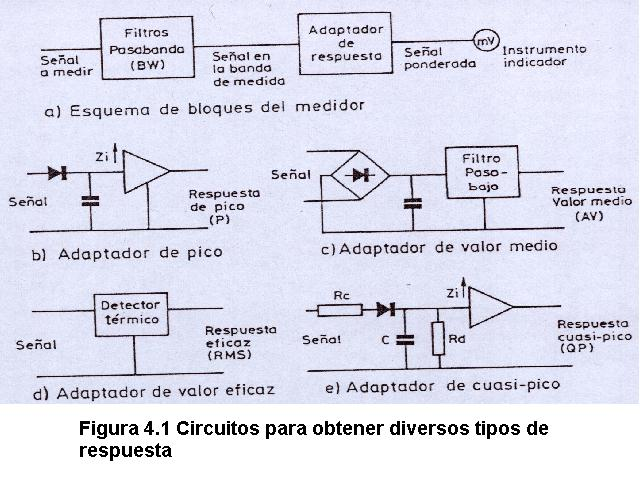 Señal
a medir
Filtros
Pasabanda
(BW)
Señal en
la banda
de medida
Adaptador
de
respuesta
Señal
ponderada
mV
Instrumento
indicador
a) Esquema de bloques del medidor
Señal
Zi
Respuesta
de pico
(P)
b) Adaptador de pico
Señal
Filtro
Pasa-
bajo
Respuesta
Valor medio
(AV)
c) Adaptador de valor medio
Señal
Detector
térmico
Respuesta
eficaz
(RMS)
d) Adaptador de valor eficaz
Rc
Señal
C
Rd
Zi
Respuesta
cuasi-pico
(QP)
e) Adaptador de cuasi-pico
Figura 4.1 Circuitos para obtener diversos tipos de
respuesta